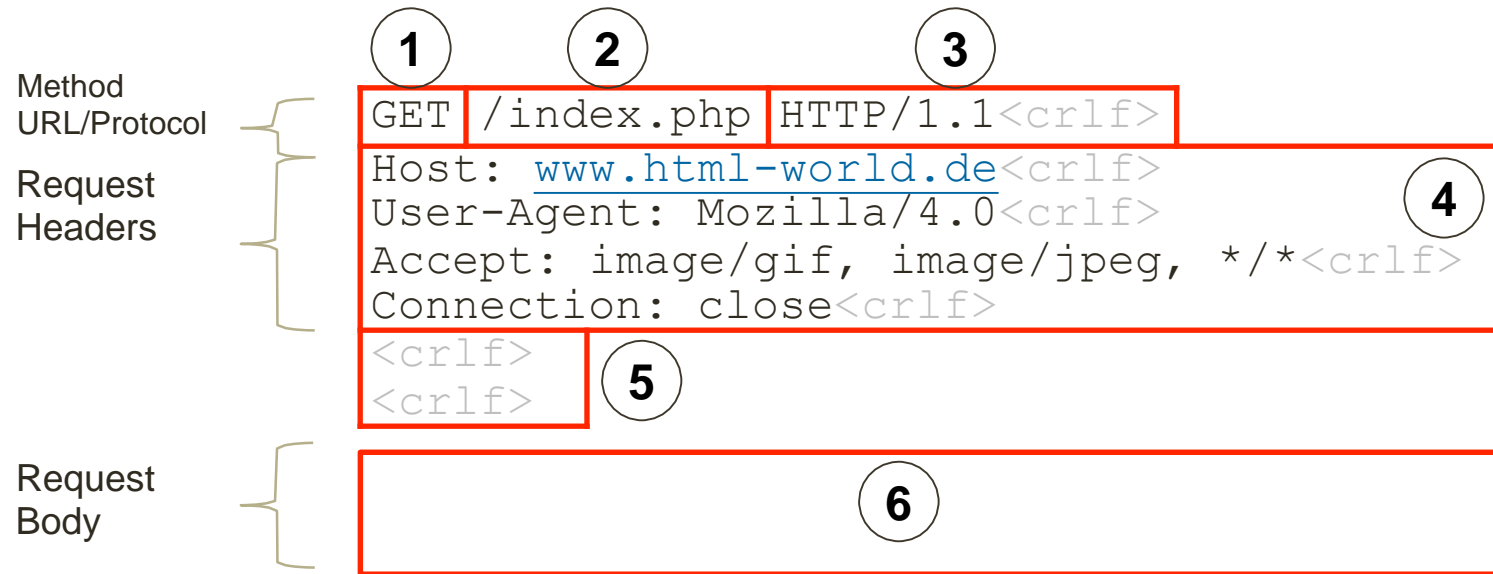 1 2 3
Method
URL/Protocol
GET /index.php HTTP/1.1<crlf>
Request
Headers
Host: www.html-world.de<crlf>
User-Agent: Mozilla/4.0<crlf>
Accept: image/gif, image/jpeg, */*<crlf>
Connection: close<crlf>
4
<crlf>
<crlf>
5
Request
Body
6